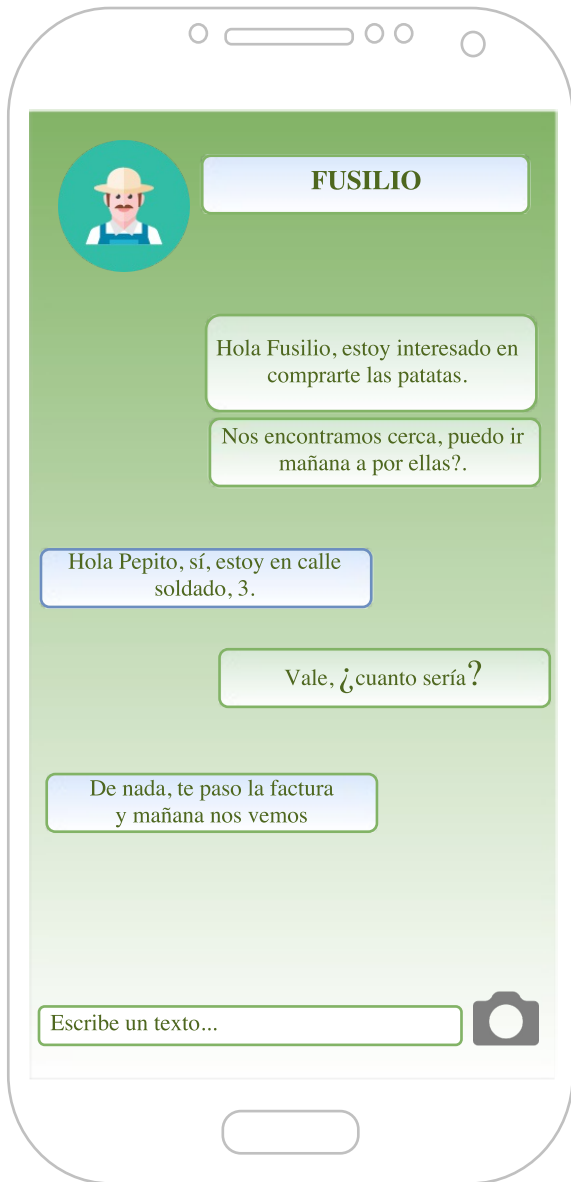 FUSILIO
Hola Fusilio, estoy interesado en
comprarte las patatas.
Nos encontramos cerca, puedo ir
mañana a por ellas?.
Hola Pepito, sí, estoy en calle
soldado, 3.
Vale, ¿cuanto sería?
De nada, te paso la factura
y mañana nos vemos
Escribe un texto...